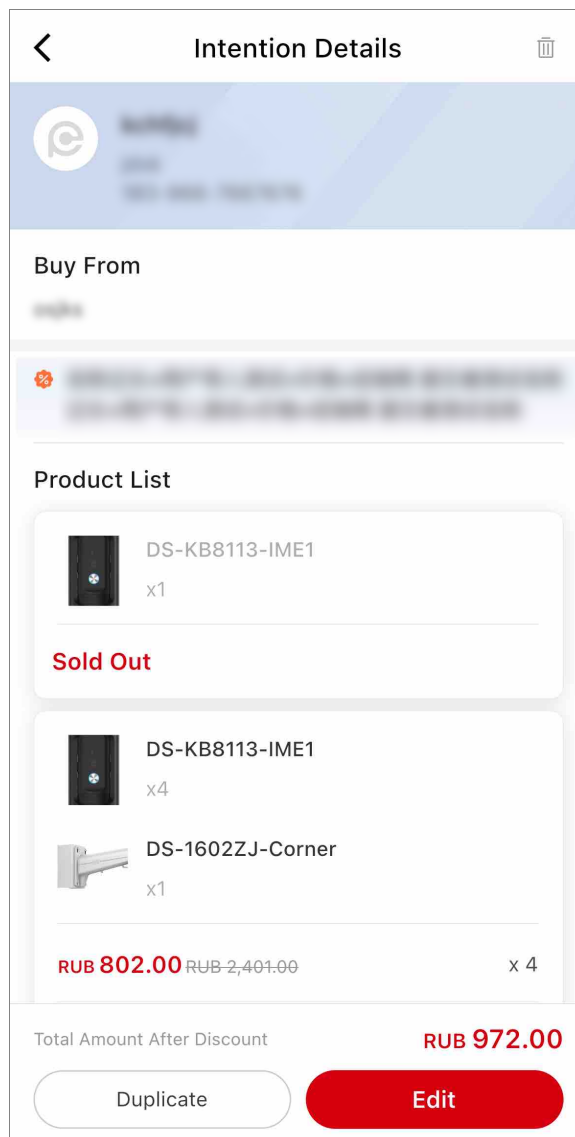 Intention Details
Buy From
Product List
DS-KB8113-IME1
x1
Sold Out
DS-KB8113-IME1
x4
DS-1602ZJ-Corner
x1
RUB 802.00 RUB 2,401.00 x 4
Total Amount After Discount RUB 972.00
Duplicate Edit